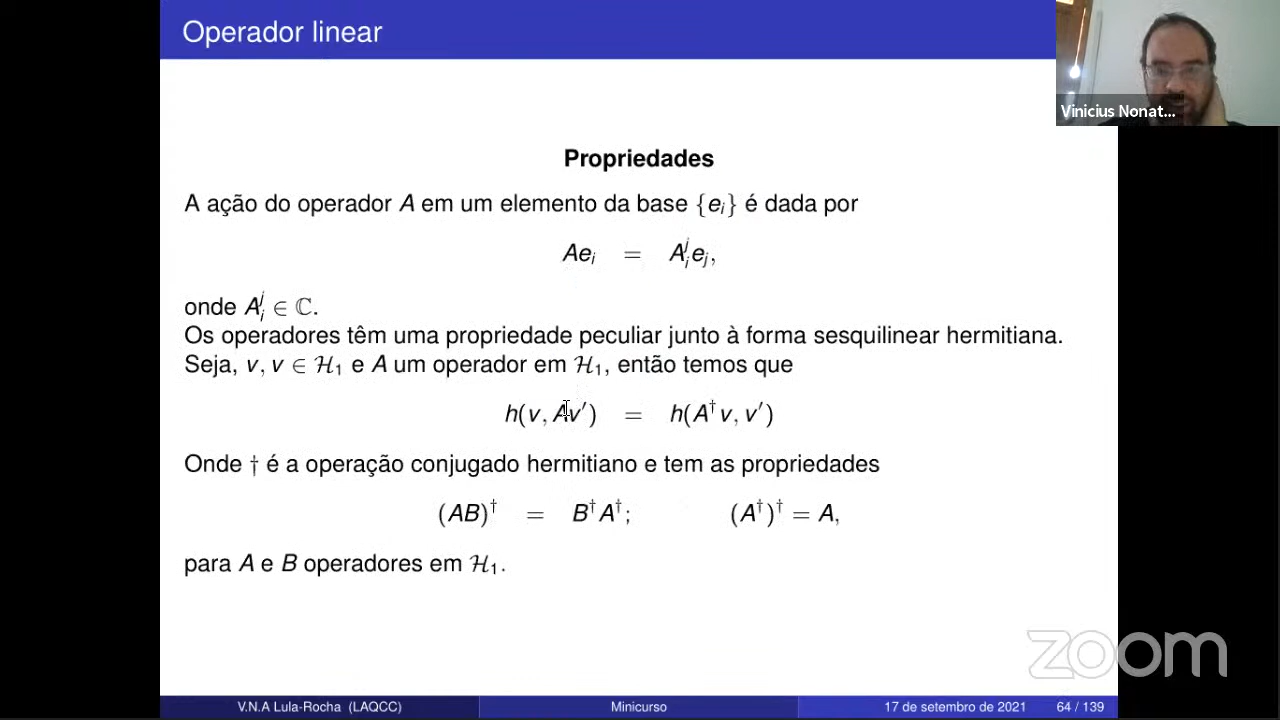 Operador linear
Vinicius Nonat...
Propriedades
A ação do operador A em um elemento da base {e_i} é dada por
Ae_i = A_i^j e_j,
onde A_i^j ∈ ℂ.
Os operadores têm uma propriedade peculiar junto à forma sesquilinear hermitiana.
Seja, v, v ∈ ℋ₁ e A um operador em ℋ₁, então temos que
h(v, Av′) = h(A†v, v′)
Onde † é a operação conjugado hermitiano e tem as propriedades
(AB)† = B†A†; (A†)† = A,
para A e B operadores em ℋ₁.
zoom
V.N.A Lula-Rocha (LAQCC) Minicurso 17 de setembro de 2021 64 / 139